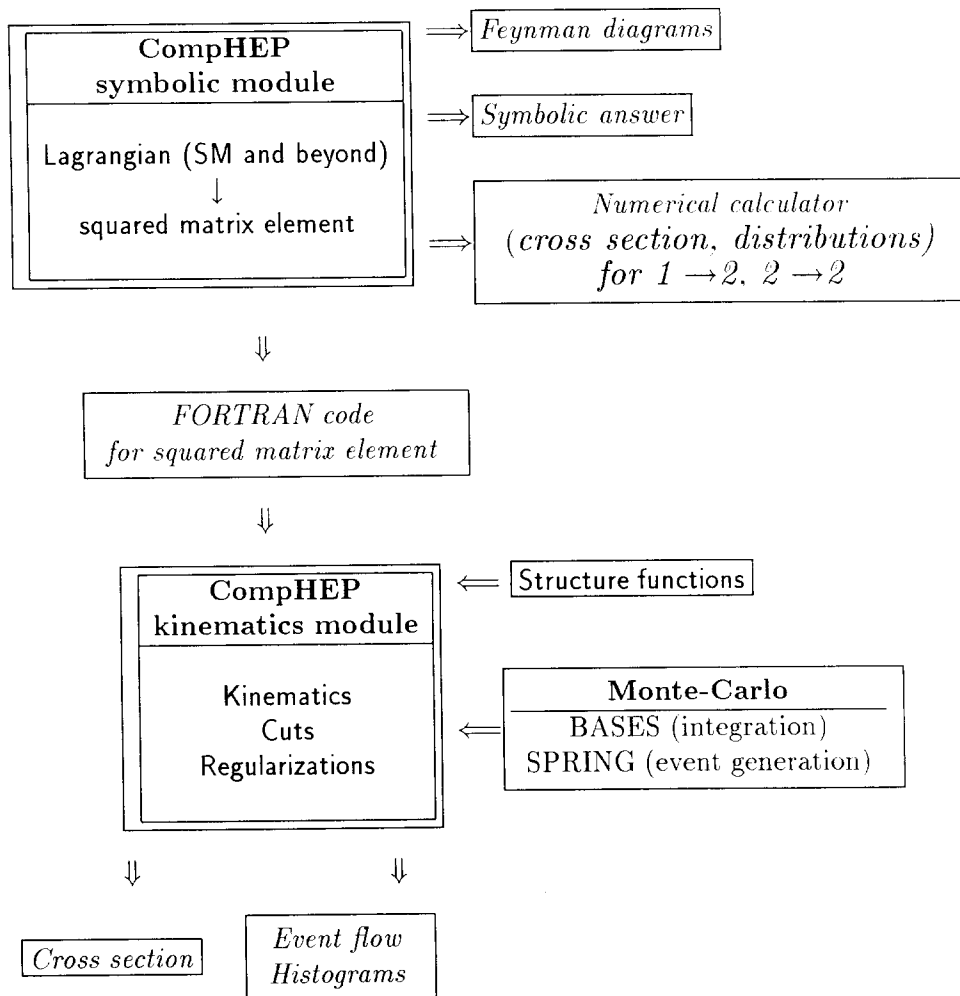 CompHEP
symbolic module
Lagrangian (SM and beyond)
↓
squared matrix element
⇒ Feynman diagrams
⇒ Symbolic answer
⇒ Numerical calculator
(cross section, distributions)
for 1 →2, 2 →2
⇓
FORTRAN code
for squared matrix element
⇓
CompHEP
kinematics module
Kinematics
Cuts
Regularizations
⇐ Structure functions
⇐ Monte-Carlo
BASES (integration)
SPRING (event generation)
⇓ ⇓
Cross section
Event flow
Histograms